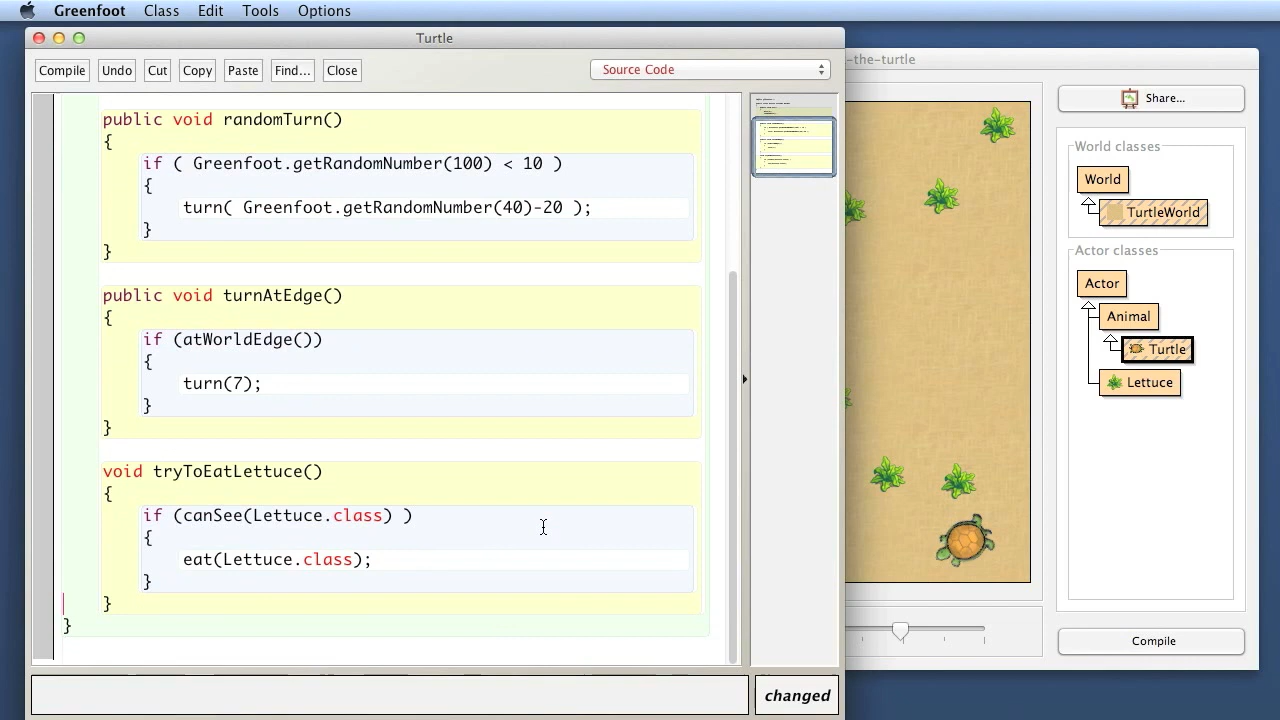 Greenfoot Class Edit Tools Options
Turtle
Compile Undo Cut Copy Paste Find... Close Source Code
-the-turtle
public void randomTurn()
{
if ( Greenfoot.getRandomNumber(100) < 10 )
{
turn( Greenfoot.getRandomNumber(40)-20 );
}
}
public void turnAtEdge()
{
if (atWorldEdge())
{
turn(7);
}
}
void tryToEatLettuce()
{
if (canSee(Lettuce.class) )
{
eat(Lettuce.class);
}
}
}
changed
Share...
World classes
World
TurtleWorld
Actor classes
Actor
Animal
Turtle
Lettuce
Compile